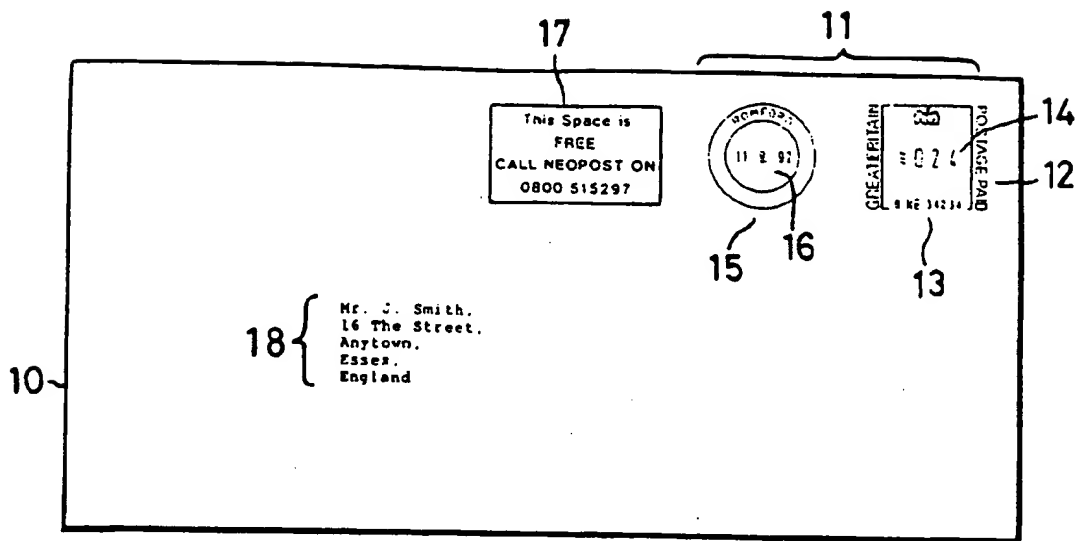 17
11
This Space is
FREE
CALL NEOPOST ON
0800 515297
ROMFORD
GREAT BRITAIN
POSTAGE PAID
14
12
15
16
13
18
Mr. J. Smith,
16 The Street,
Anytown,
Essex,
England
10